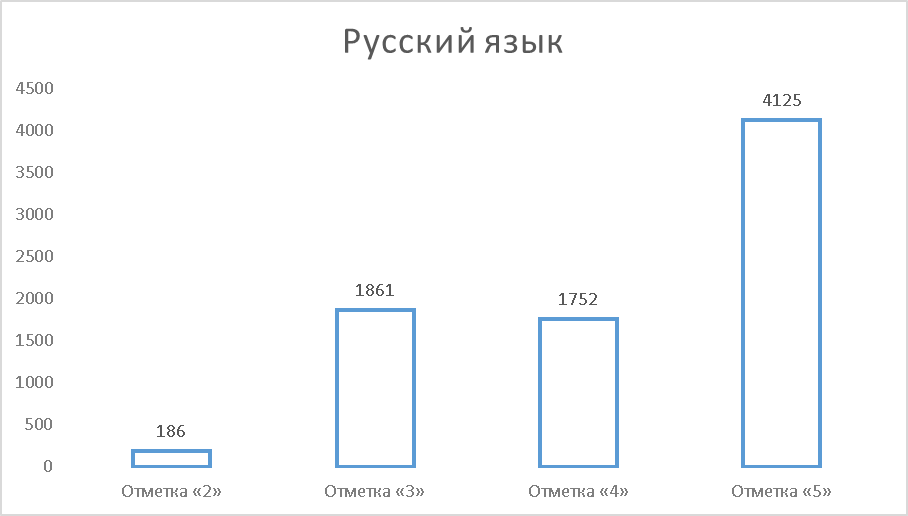 Русский язык
4500
4000
3500
3000
2500
2000
1500
1000
500
0
186
1861
1752
4125
Отметка «2»
Отметка «3»
Отметка «4»
Отметка «5»